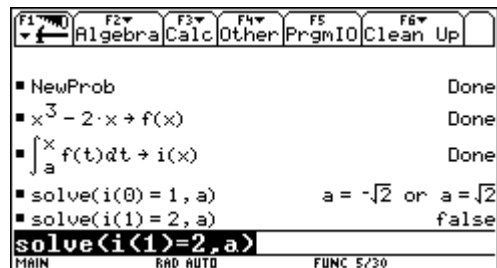 F1 F2 Algebra F3 Calc F4 Other F5 PrgmIO F6 Clean Up
▪ NewProb Done
▪ x³ - 2·x → f(x) Done
▪ ∫ₐˣ f(t)dt → i(x) Done
▪ solve(i(0) = 1, a) a = -√2 or a = √2
▪ solve(i(1) = 2, a) false
solve(i(1)=2,a)
MAIN RAD AUTO FUNC 5/30